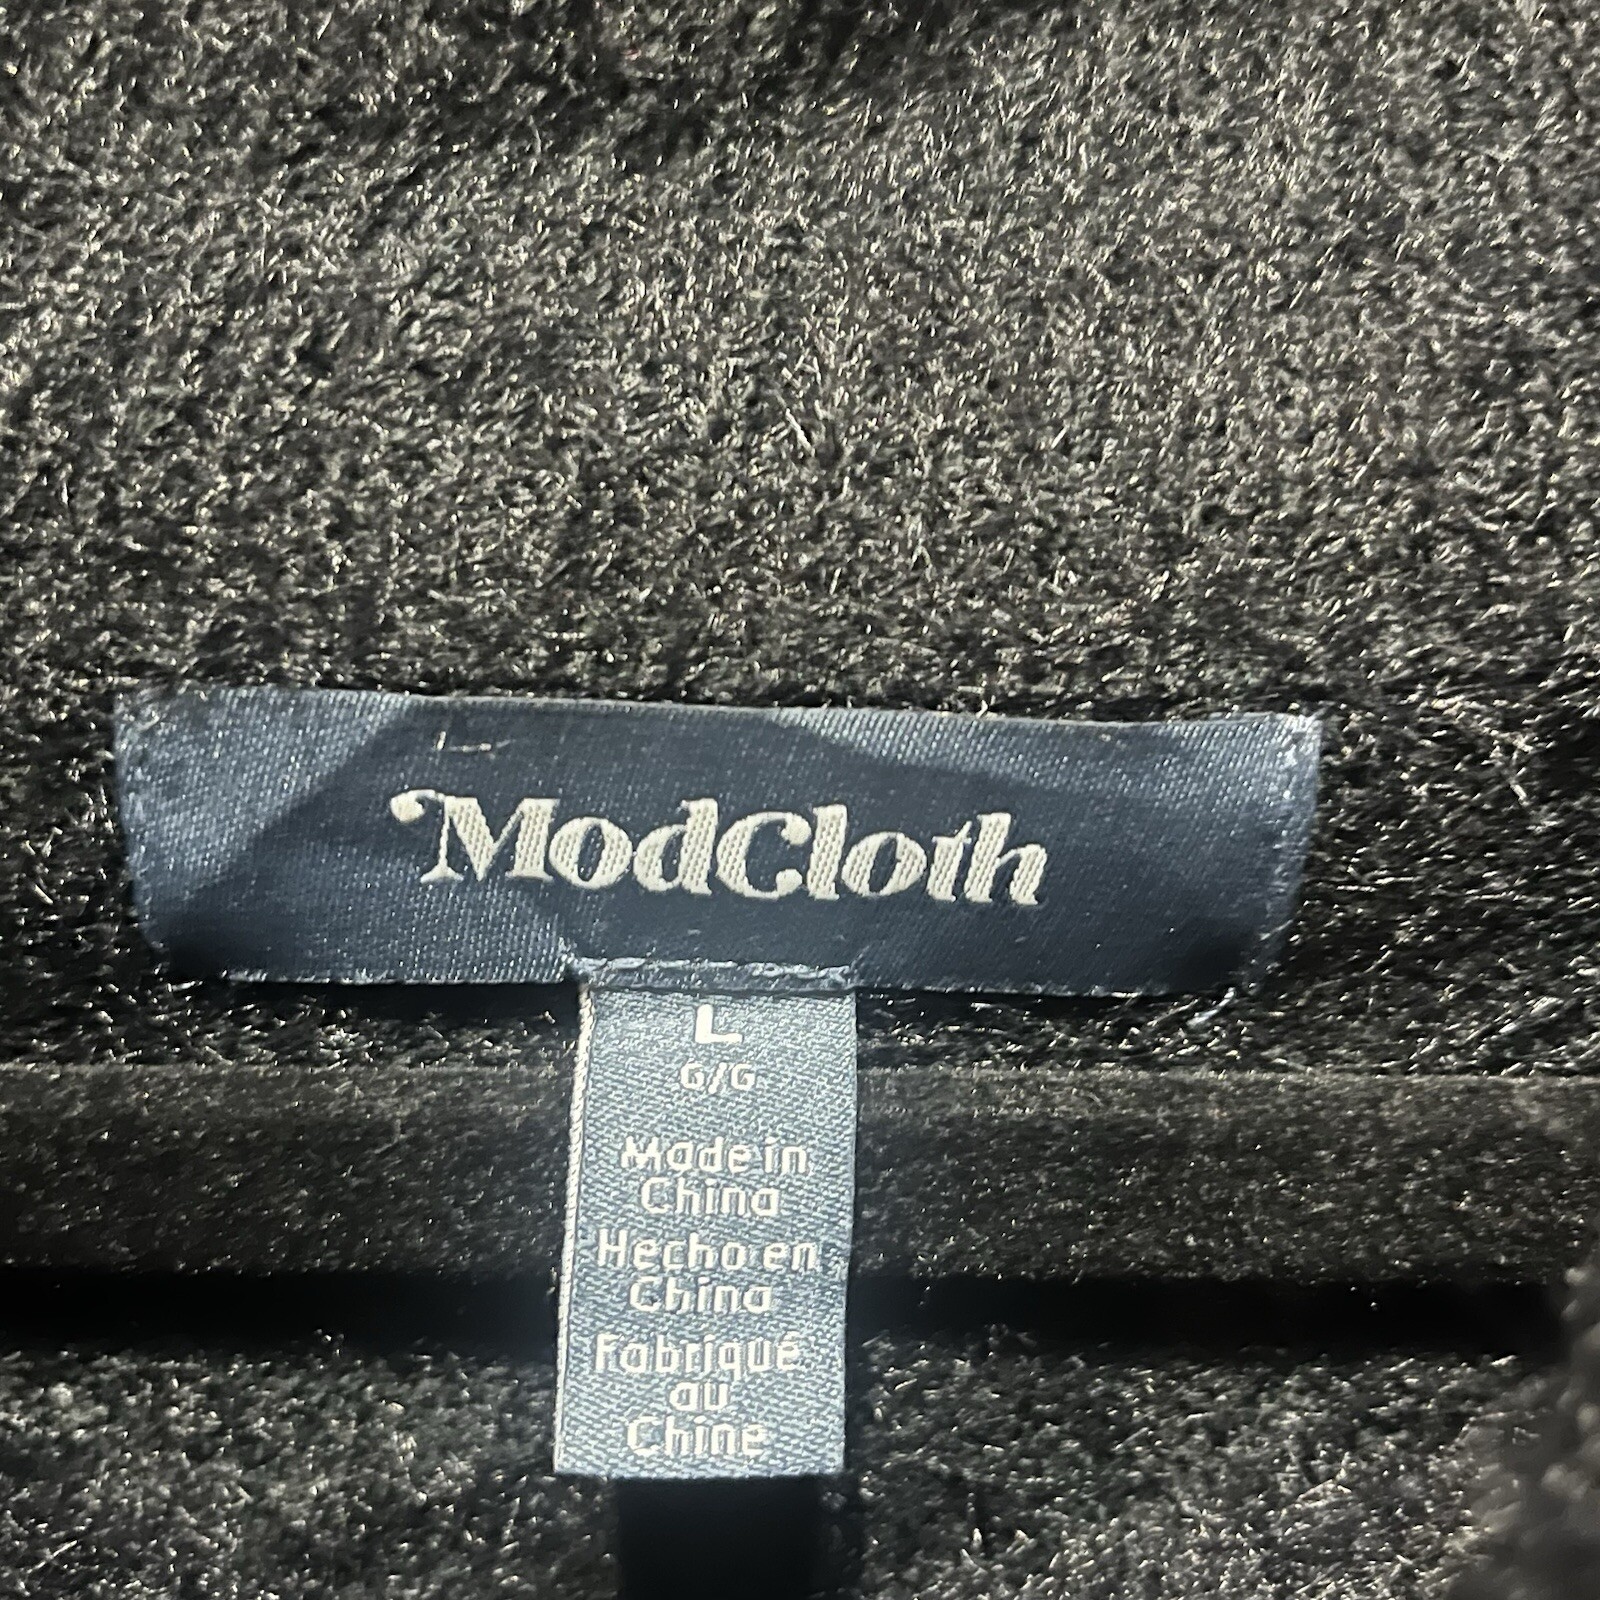 ModCloth
L
G/G
Made in
China
Hecho en
China
Fabriqué
au
Chine